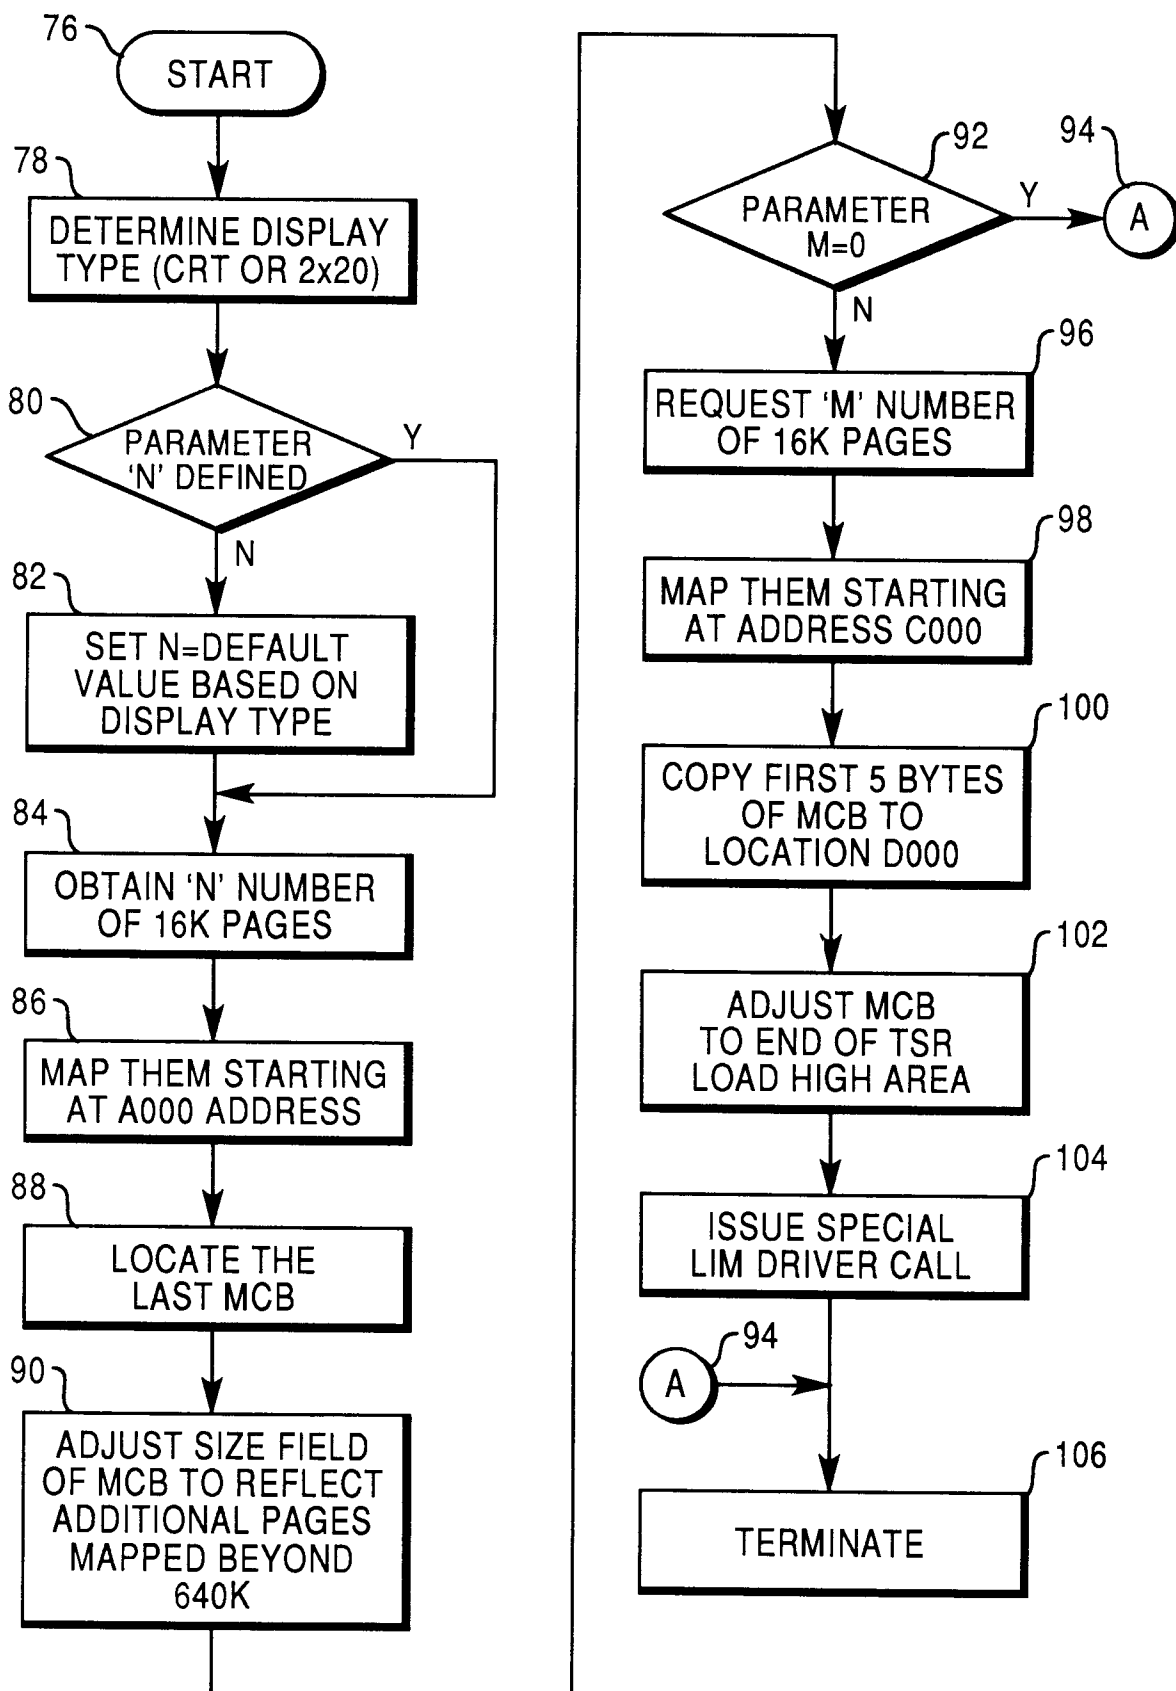 76
START
78
DETERMINE DISPLAY
TYPE (CRT OR 2x20)
80
PARAMETER
'N' DEFINED
Y
N
82
SET N=DEFAULT
VALUE BASED ON
DISPLAY TYPE
84
OBTAIN 'N' NUMBER
OF 16K PAGES
86
MAP THEM STARTING
AT A000 ADDRESS
88
LOCATE THE
LAST MCB
90
ADJUST SIZE FIELD
OF MCB TO REFLECT
ADDITIONAL PAGES
MAPPED BEYOND
640K
92
PARAMETER
M=0
Y
94
A
N
96
REQUEST 'M' NUMBER
OF 16K PAGES
98
MAP THEM STARTING
AT ADDRESS C000
100
COPY FIRST 5 BYTES
OF MCB TO
LOCATION D000
102
ADJUST MCB
TO END OF TSR
LOAD HIGH AREA
104
ISSUE SPECIAL
LIM DRIVER CALL
94
A
106
TERMINATE